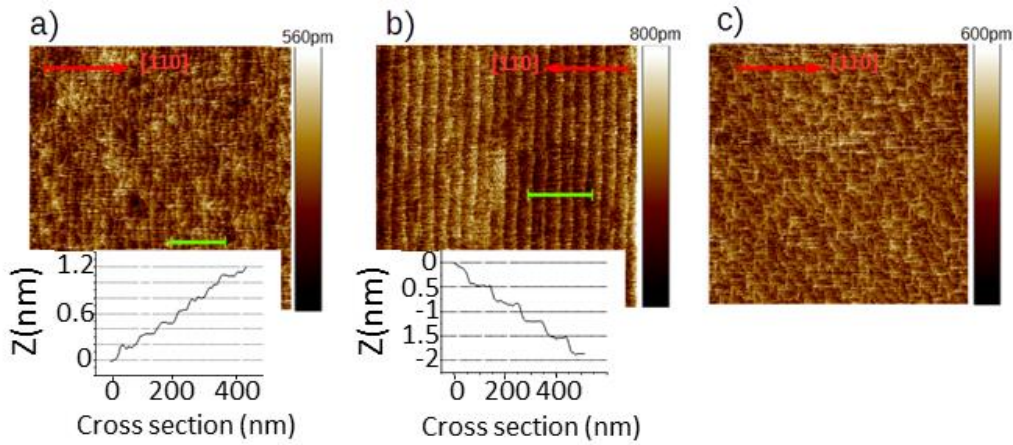 a)
560pm
[110]
1.2
0.6
0
Z(nm)
0 200 400
Cross section (nm)
b)
800pm
[110]
0
0.5
-1
1.5
-2
Z(nm)
0 200 400
Cross section (nm)
c)
600pm
[110]